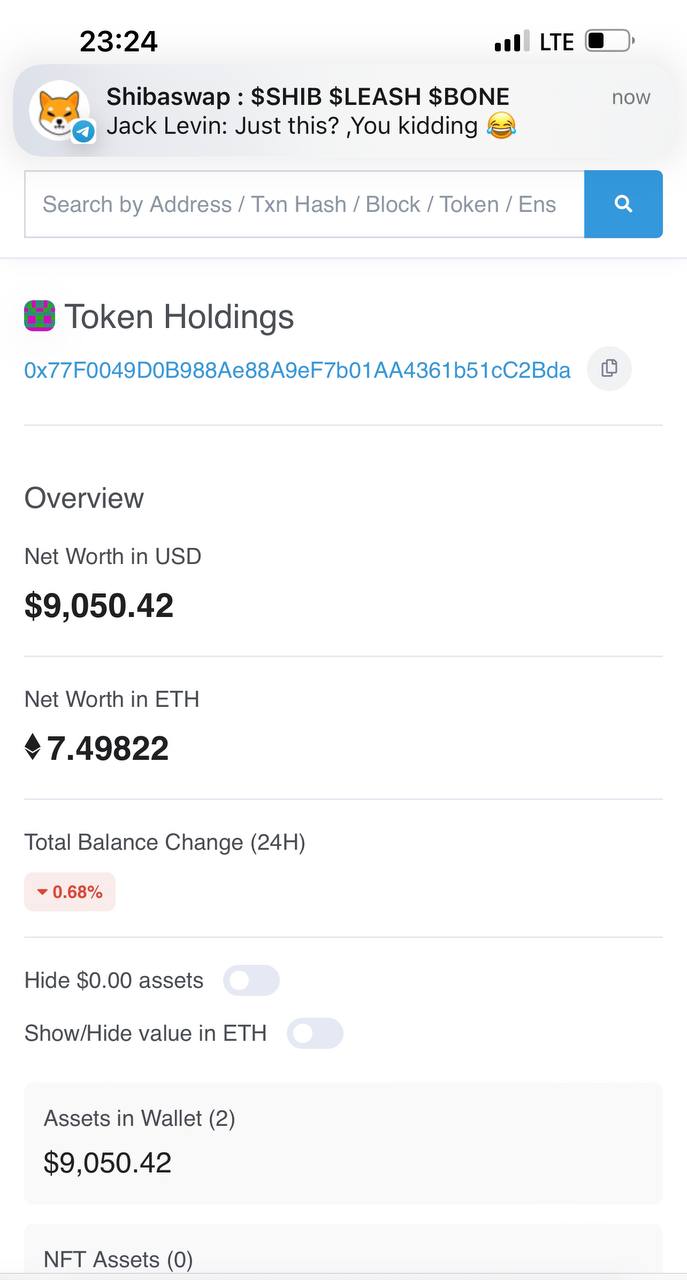 23:24
LTE
Shibaswap : $SHIB $LEASH $BONE
now
Jack Levin: Just this? ,You kidding 😂
Search by Address / Txn Hash / Block / Token / Ens
Token Holdings
0x77F0049D0B988Ae88A9eF7b01AA4361b51cC2Bda
Overview
Net Worth in USD
$9,050.42
Net Worth in ETH
7.49822
Total Balance Change (24H)
0.68%
Hide $0.00 assets
Show/Hide value in ETH
Assets in Wallet (2)
$9,050.42
NFT Assets (0)